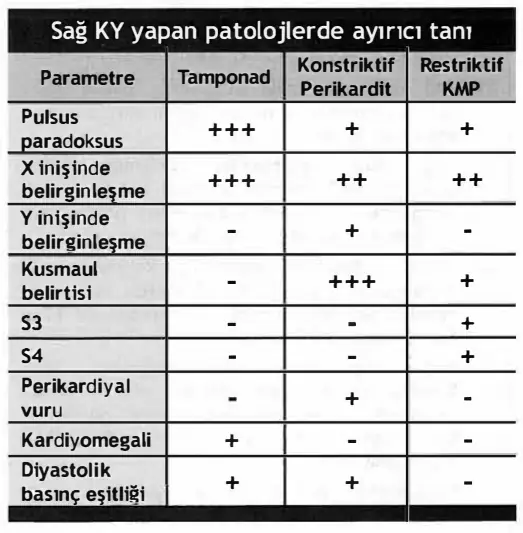 Sağ KY yapan patolojlerde ayırıcı tanı
Parametre Tamponad Konstriktif Perikardit Restriktif KMP
Pulsus paradoksus +++ + +
X inişinde belirginleşme +++ ++ ++
Y inişinde belirginleşme - + -
Kusmaul belirtisi - +++ +
S3 - - +
S4 - - +
Perikardiyal vuru - + -
Kardiyomegali + - -
Diyastolik basınç eşitliği + + -